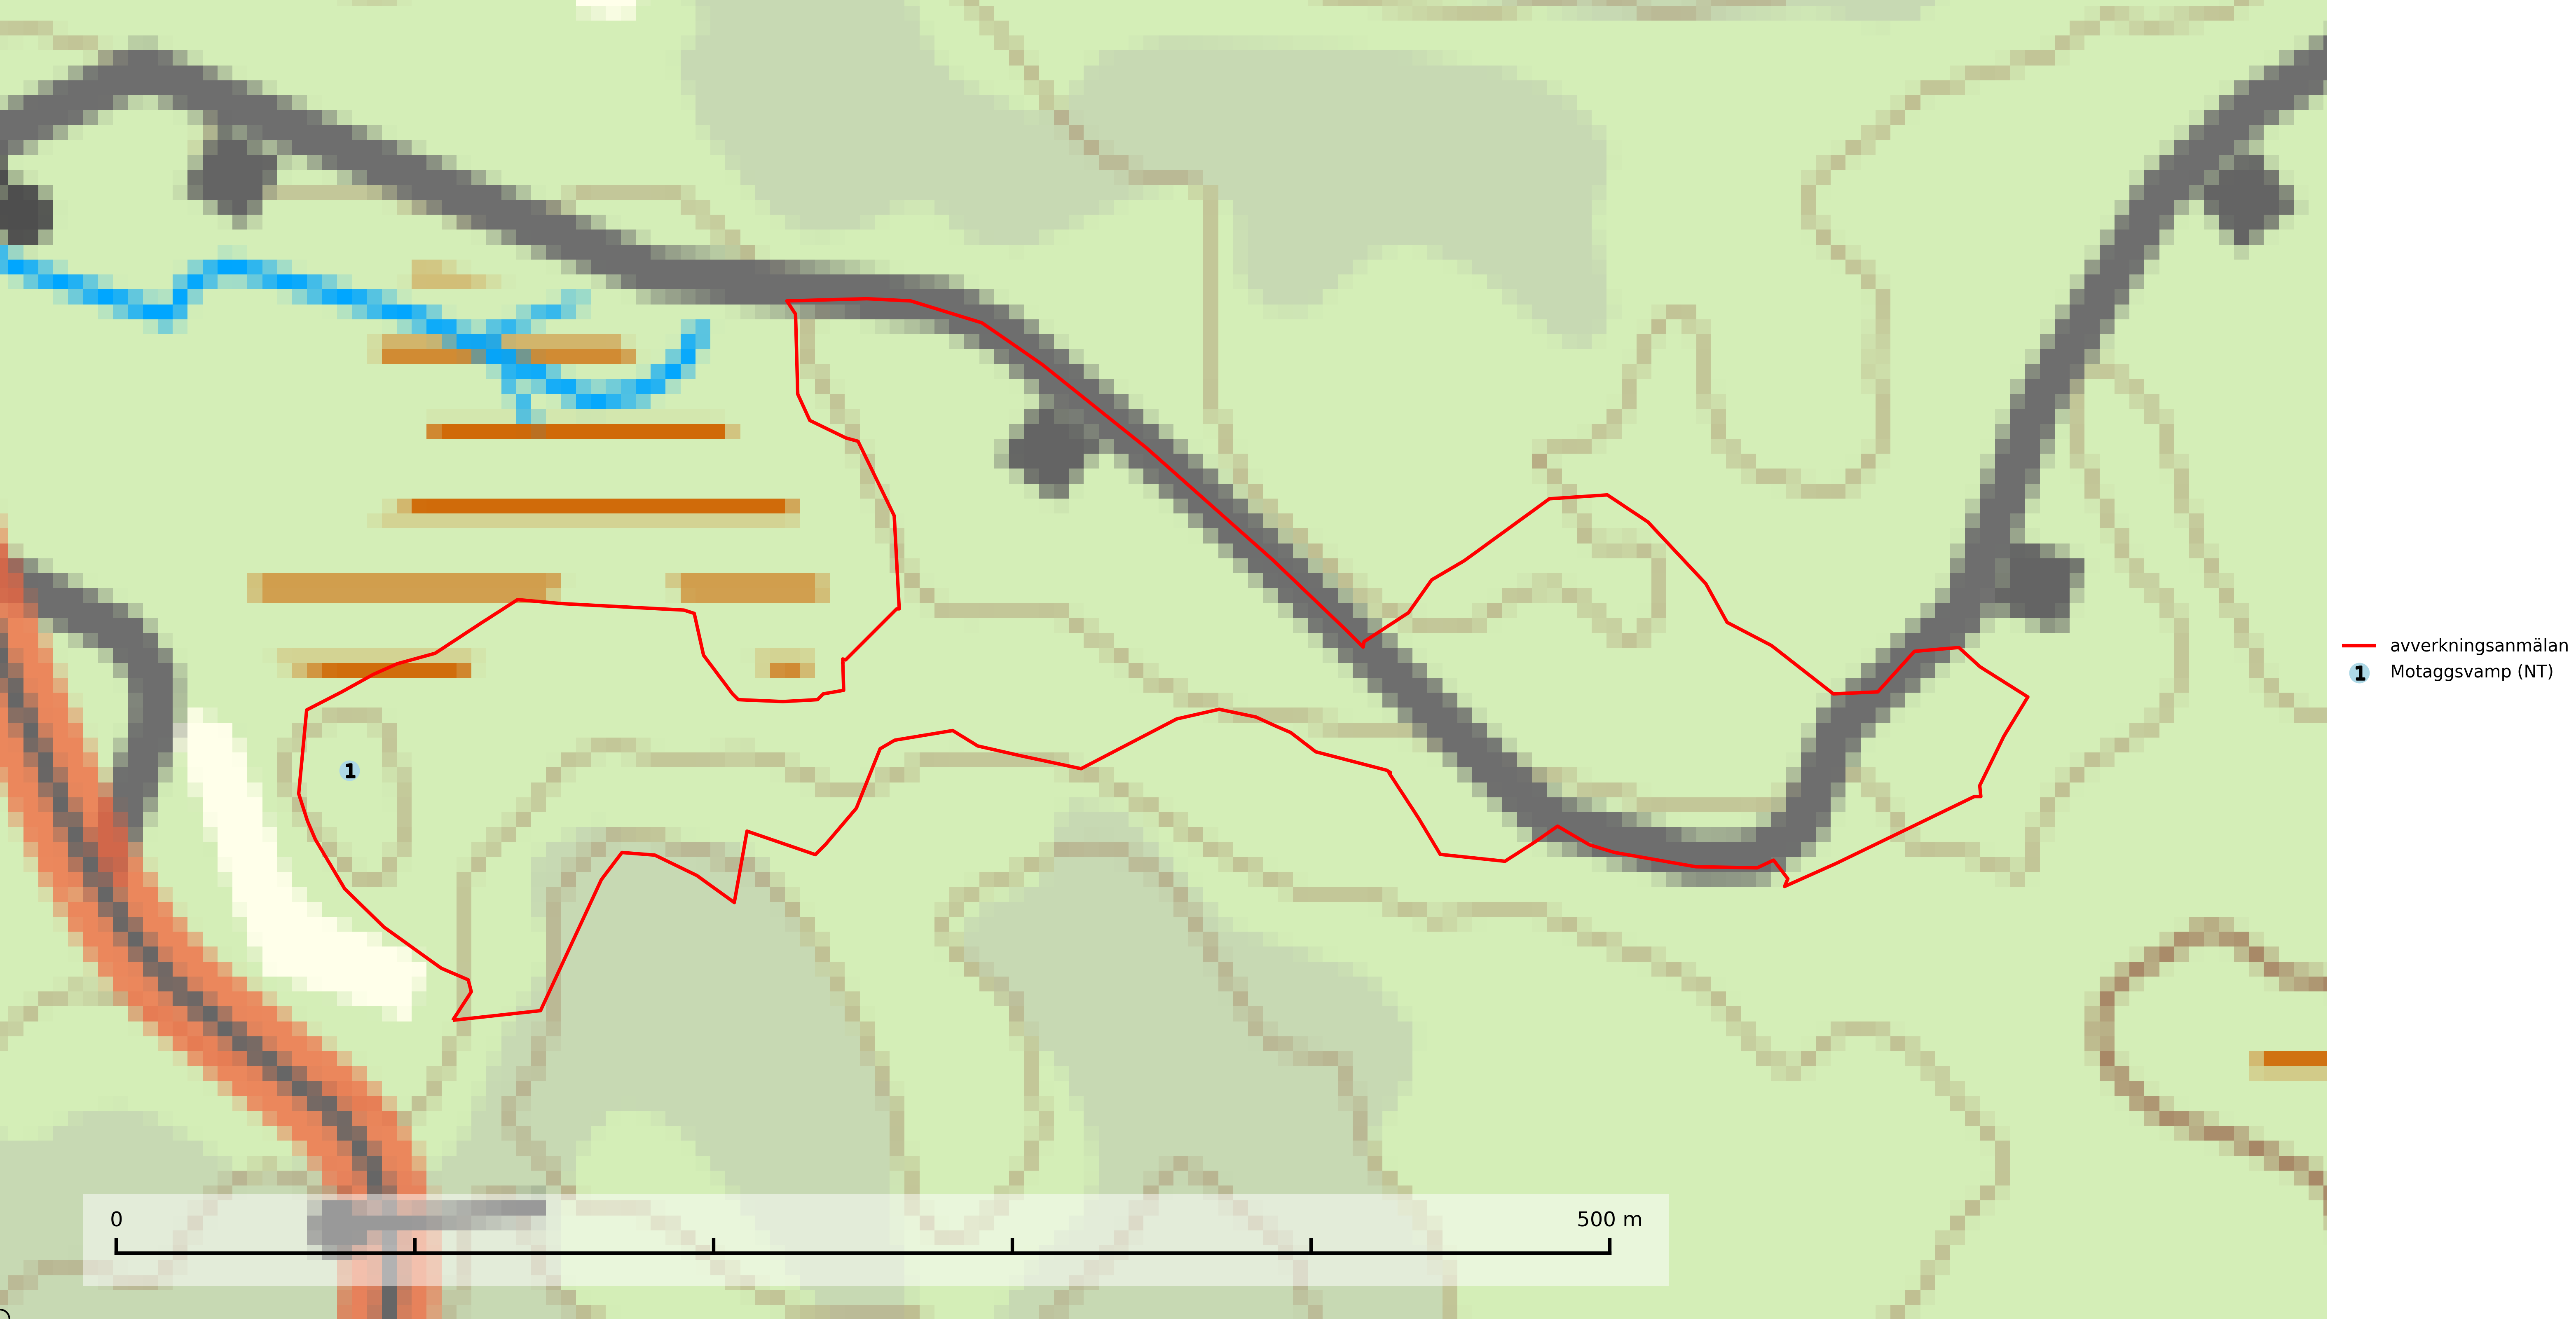 avverkningsanmälan
1 Motaggsvamp (NT)
1
0 500 m